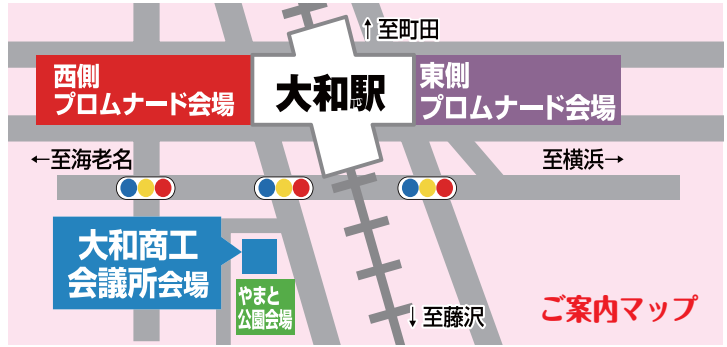 ↑至町田
西側
プロムナード会場
大和駅
東側
プロムナード会場
←至海老名
至横浜→
大和商工
会議所会場
やまと
公園会場
↓至藤沢
ご案内マップ